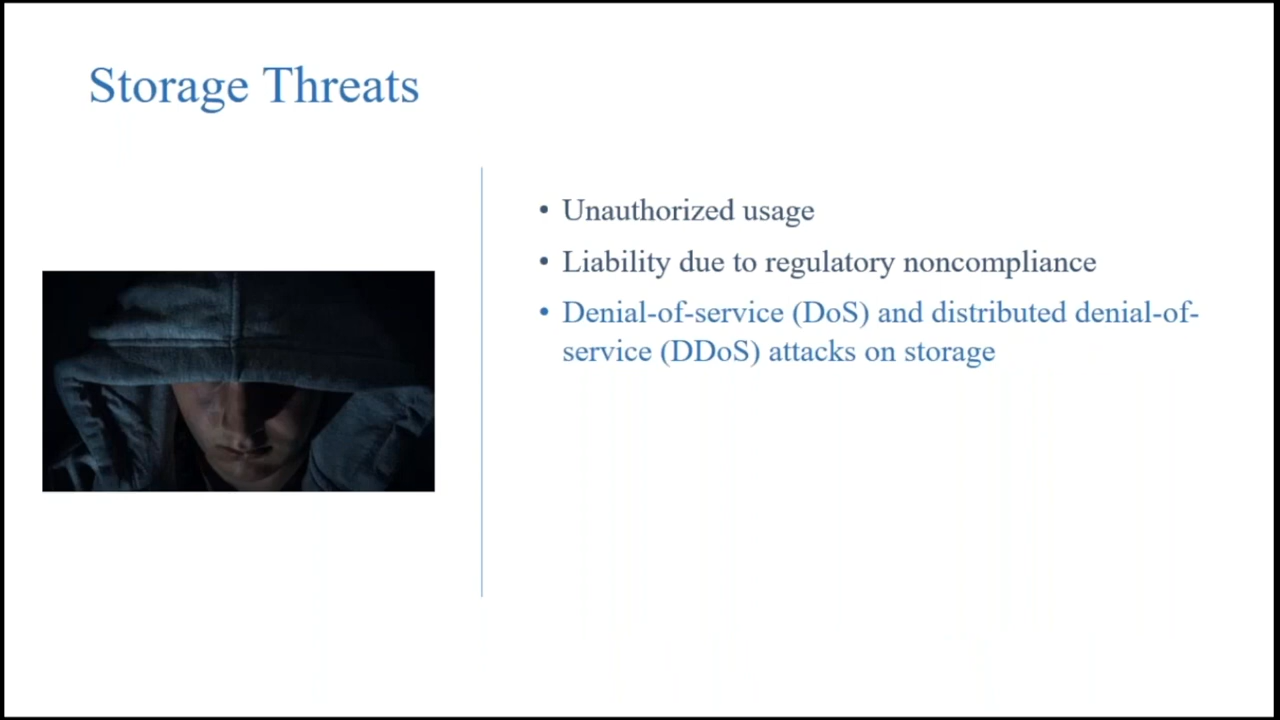 Storage Threats
• Unauthorized usage
• Liability due to regulatory noncompliance
• Denial-of-service (DoS) and distributed denial-of-
service (DDoS) attacks on storage